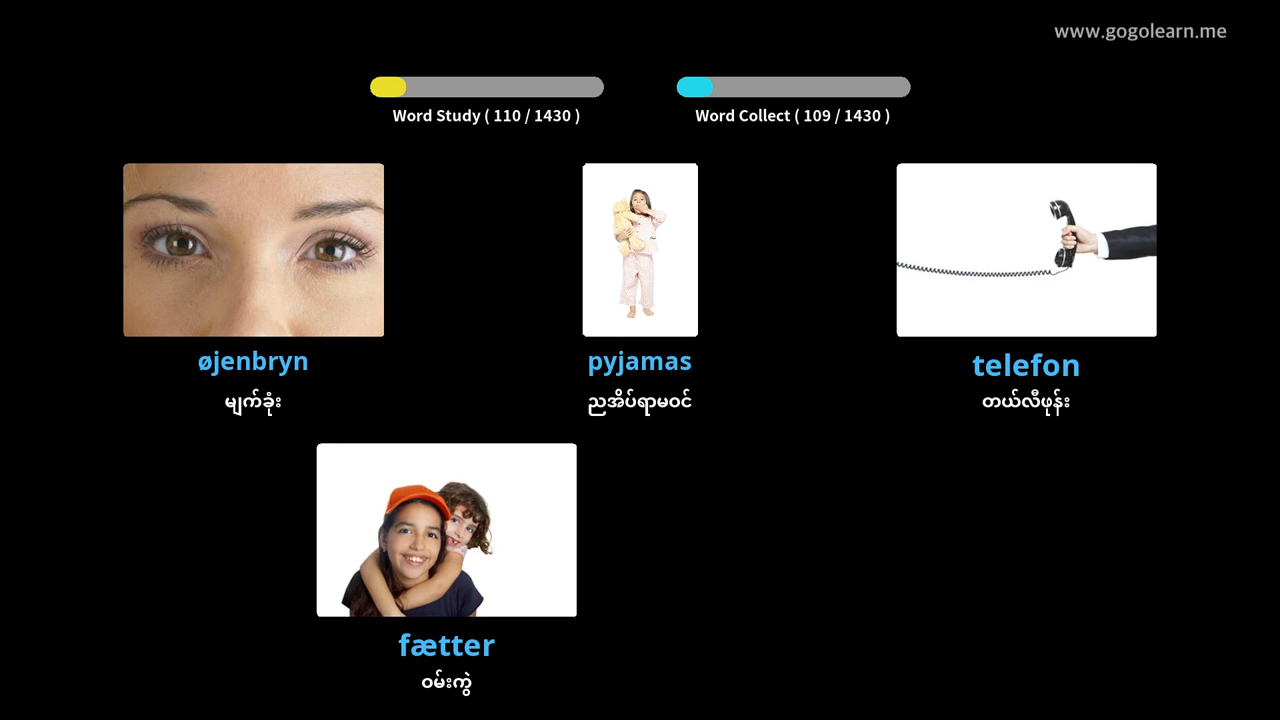 www.gogolearn.me
Word Study ( 110 / 1430 )
Word Collect ( 109 / 1430 )
øjenbryn
မျက်ခုံး
pyjamas
ညအိပ်ရာမဝင်
telefon
တယ်လီဖုန်း
fætter
ဝမ်းကွဲ